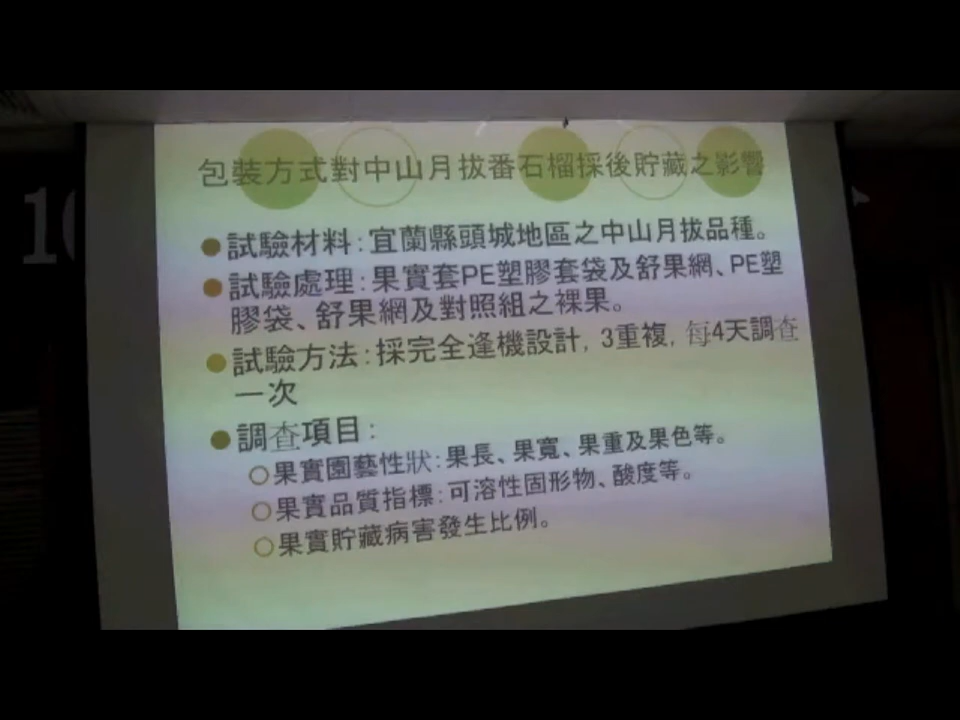 包裝方式對中山月拔番石榴採後貯藏之影響
●試驗材料：宜蘭縣頭城地區之中山月拔品種。
●試驗處理：果實套PE塑膠套袋及舒果網、PE塑
膠袋、舒果網及對照組之裸果。
●試驗方法：採完全逢機設計，3重複，每4天調查
一次
●調查項目：
○果實園藝性狀：果長、果寬、果重及果色等。
○果實品質指標：可溶性固形物、酸度等。
○果實貯藏病害發生比例。